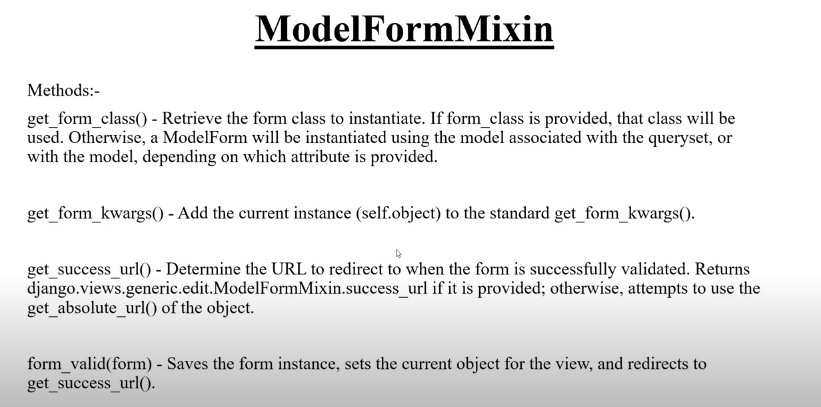 ModelFormMixin
Methods:-
get_form_class() - Retrieve the form class to instantiate. If form_class is provided, that class will be
used. Otherwise, a ModelForm will be instantiated using the model associated with the queryset, or
with the model, depending on which attribute is provided.
get_form_kwargs() - Add the current instance (self.object) to the standard get_form_kwargs().
get_success_url() - Determine the URL to redirect to when the form is successfully validated. Returns
django.views.generic.edit.ModelFormMixin.success_url if it is provided; otherwise, attempts to use the
get_absolute_url() of the object.
form_valid(form) - Saves the form instance, sets the current object for the view, and redirects to
get_success_url().